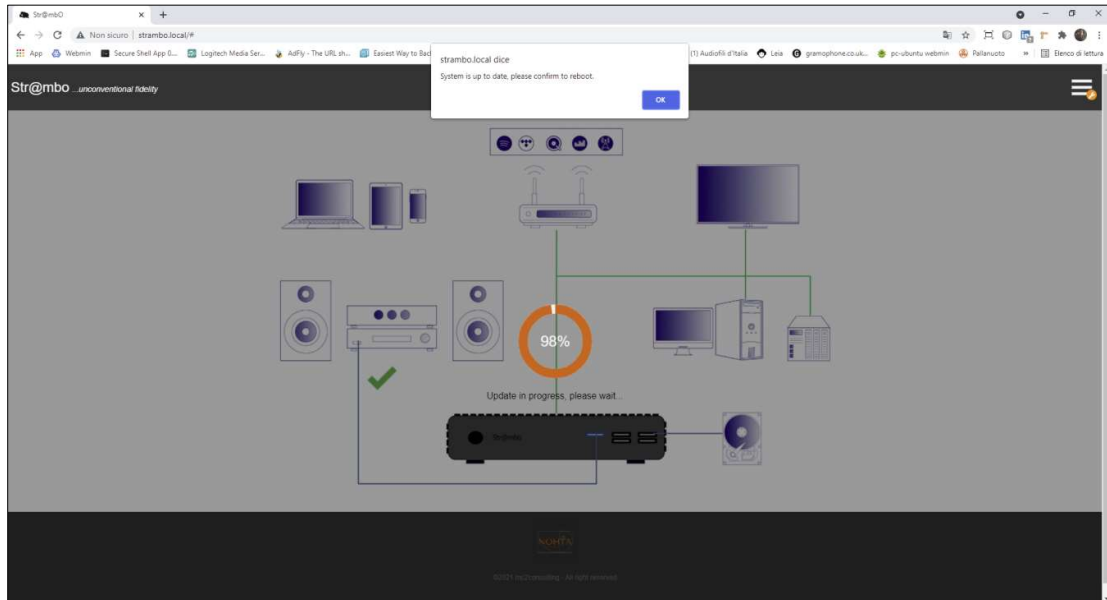 Str@mbO
Non sicuro | strambo.local/#
App
Webmin
Secure Shell App 0...
Logitech Media Ser...
AdFly - The URL sh...
Easiest Way to Bac
(1) Audiofili d'Italia
Leia
gramophone.co.uk...
pc-ubuntu webmin
Pallanuoto
»
Elenco di lettura
strambo.local dice
System is up to date, please confirm to reboot.
OK
Str@mbo ...unconventional fidelity
98%
Update in progress, please wait...
Str@mbo
NOHTA